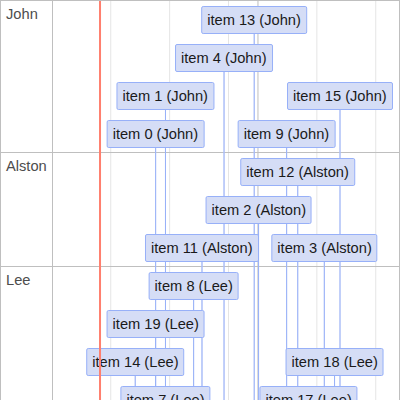 John
item 13 (John)
item 4 (John)
item 1 (John)
item 15 (John)
item 0 (John)
item 9 (John)
Alston
item 12 (Alston)
item 2 (Alston)
item 11 (Alston)
item 3 (Alston)
Lee
item 8 (Lee)
item 19 (Lee)
item 14 (Lee)
item 18 (Lee)
item 7 (Lee)
item 17 (Lee)